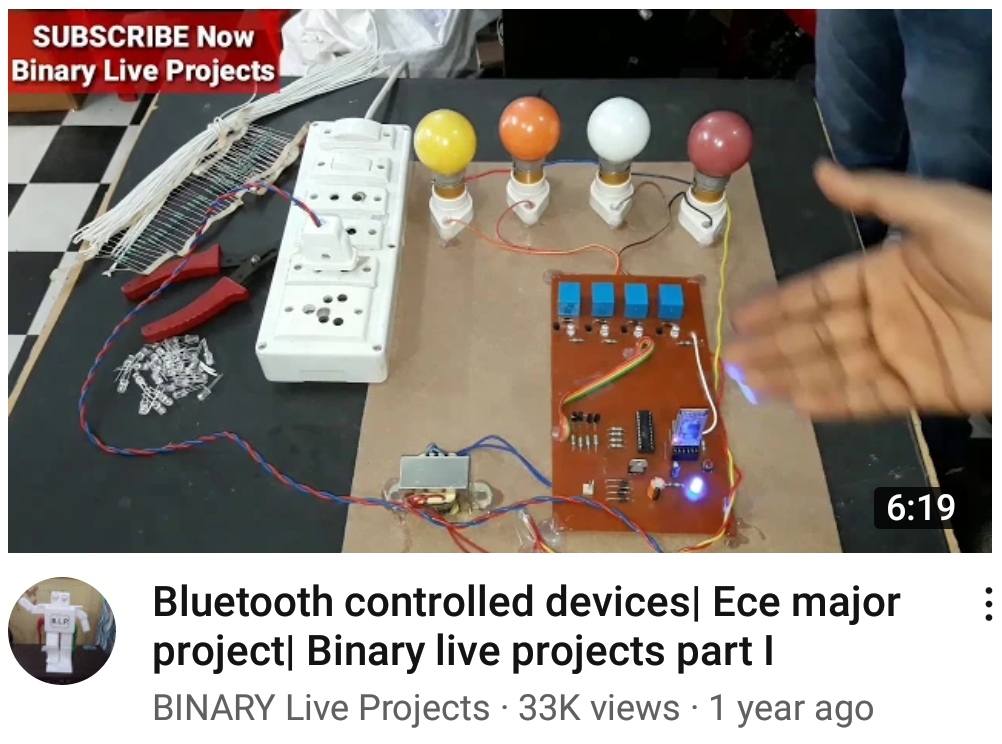 SUBSCRIBE Now
Binary Live Projects
6:19
B.L.P
Bluetooth controlled devices| Ece major
project| Binary live projects part I
BINARY Live Projects · 33K views · 1 year ago